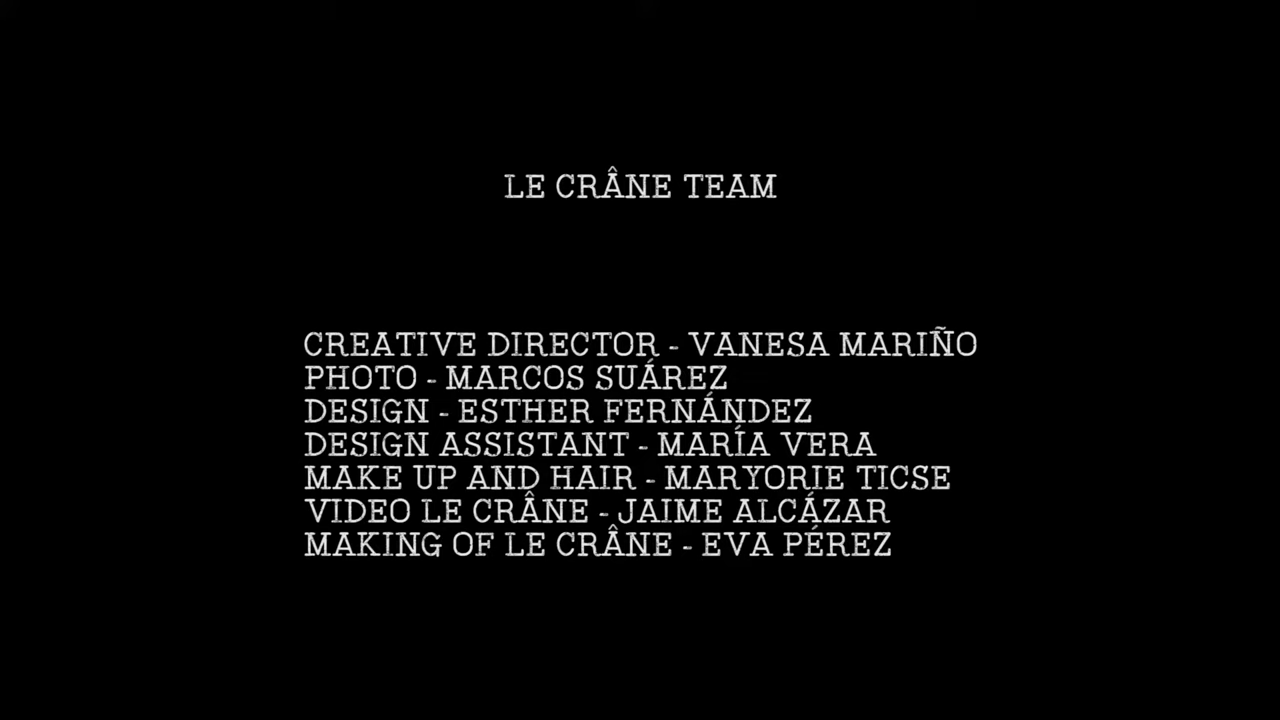 LE CRÂNE TEAM
CREATIVE DIRECTOR - VANESA MARIÑO
PHOTO - MARCOS SUÁREZ
DESIGN - ESTHER FERNÁNDEZ
DESIGN ASSISTANT - MARÍA VERA
MAKE UP AND HAIR - MARYORIE TICSE
VIDEO LE CRÂNE - JAIME ALCÁZAR
MAKING OF LE CRÂNE - EVA PÉREZ